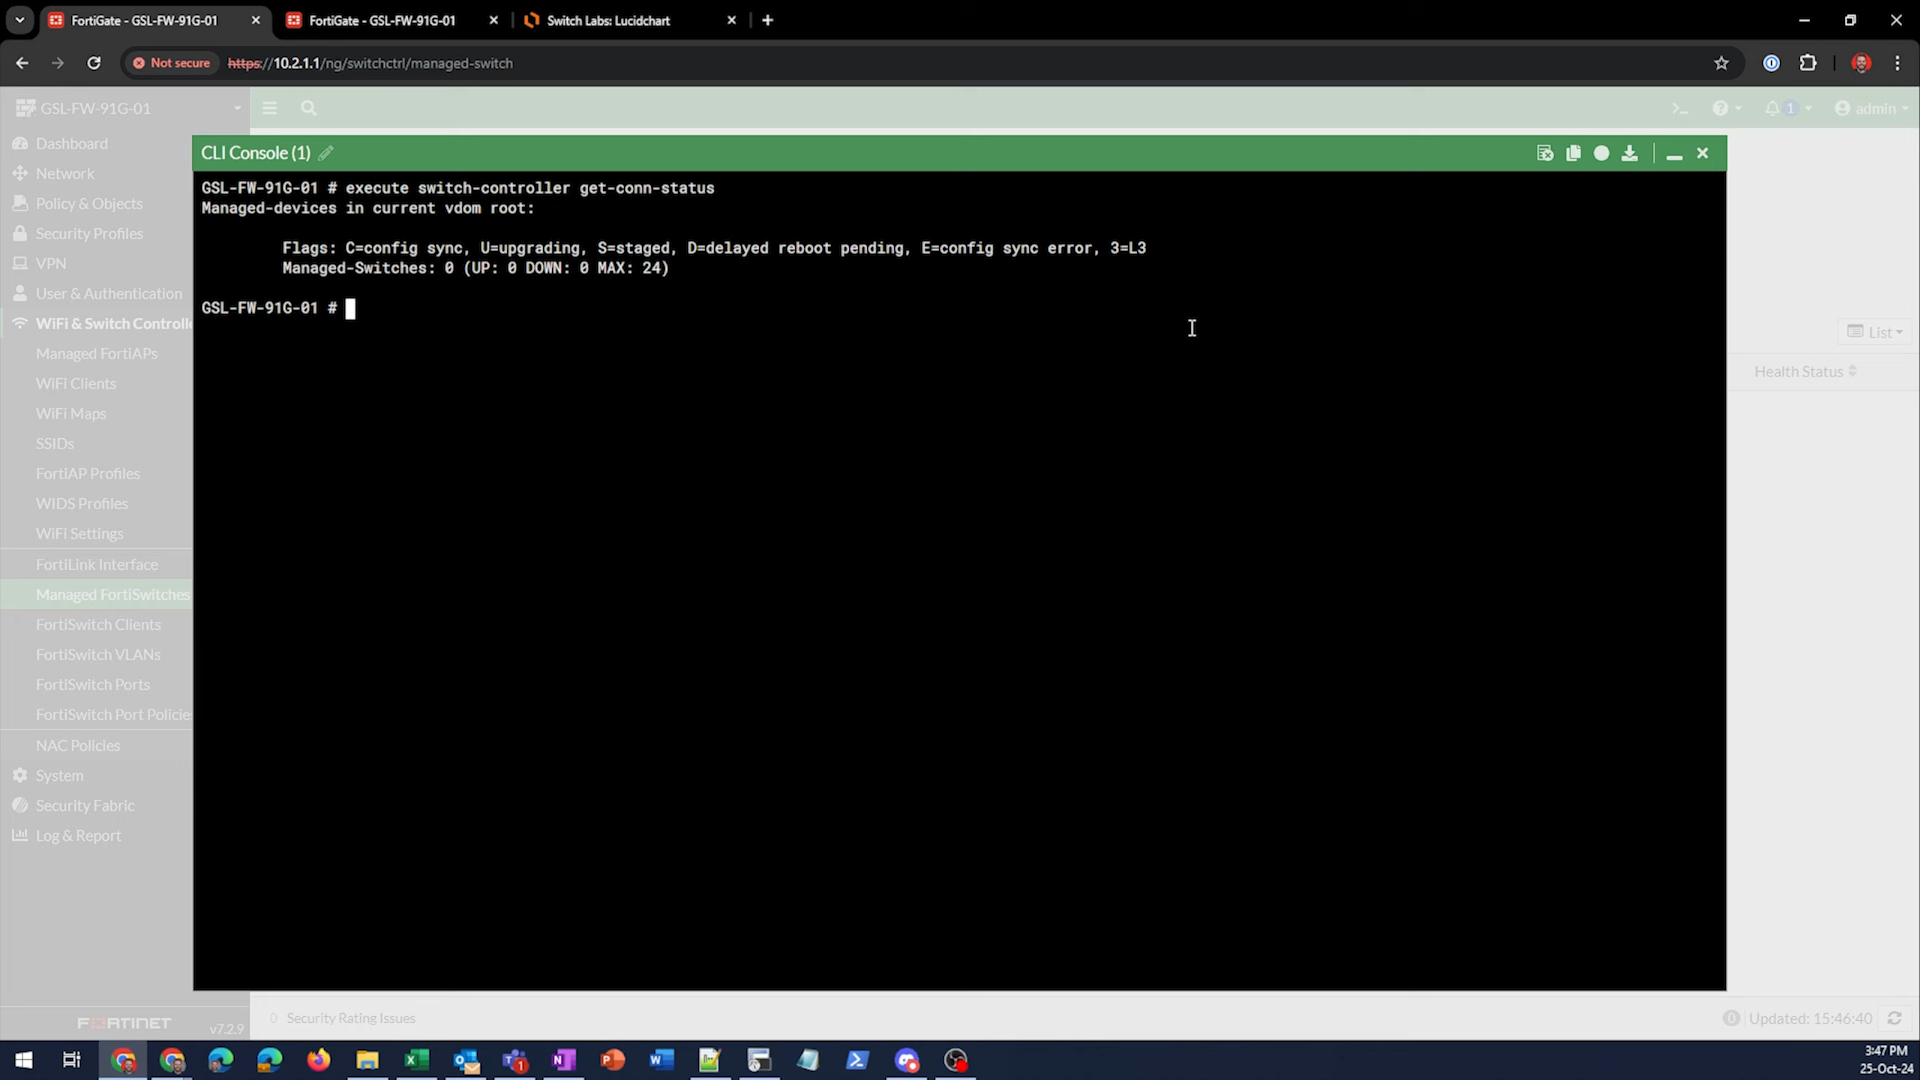 FortiGate - GSL-FW-91G-01
FortiGate - GSL-FW-91G-01
Switch Labs: Lucidchart
Not secure
https://10.2.1.1/ng/switchctrl/managed-switch
GSL-FW-91G-01
1
admin
Dashboard
Network
Policy & Objects
Security Profiles
VPN
User & Authentication
WiFi & Switch Controlle
Managed FortiAPs
WiFi Clients
WiFi Maps
SSIDs
FortiAP Profiles
WIDS Profiles
WiFi Settings
FortiLink Interface
Managed FortiSwitches
FortiSwitch Clients
FortiSwitch VLANs
FortiSwitch Ports
FortiSwitch Port Policie
NAC Policies
System
Security Fabric
Log & Report
FORTINET
v7.2.9
CLI Console (1)
GSL-FW-91G-01 # execute switch-controller get-conn-status
Managed-devices in current vdom root:
Flags: C=config sync, U=upgrading, S=staged, D=delayed reboot pending, E=config sync error, 3=L3
Managed-Switches: 0 (UP: 0 DOWN: 0 MAX: 24)
GSL-FW-91G-01 #
List
Health Status
0 Security Rating Issues
0 Updated: 15:46:40
3:47 PM
25-Oct-24